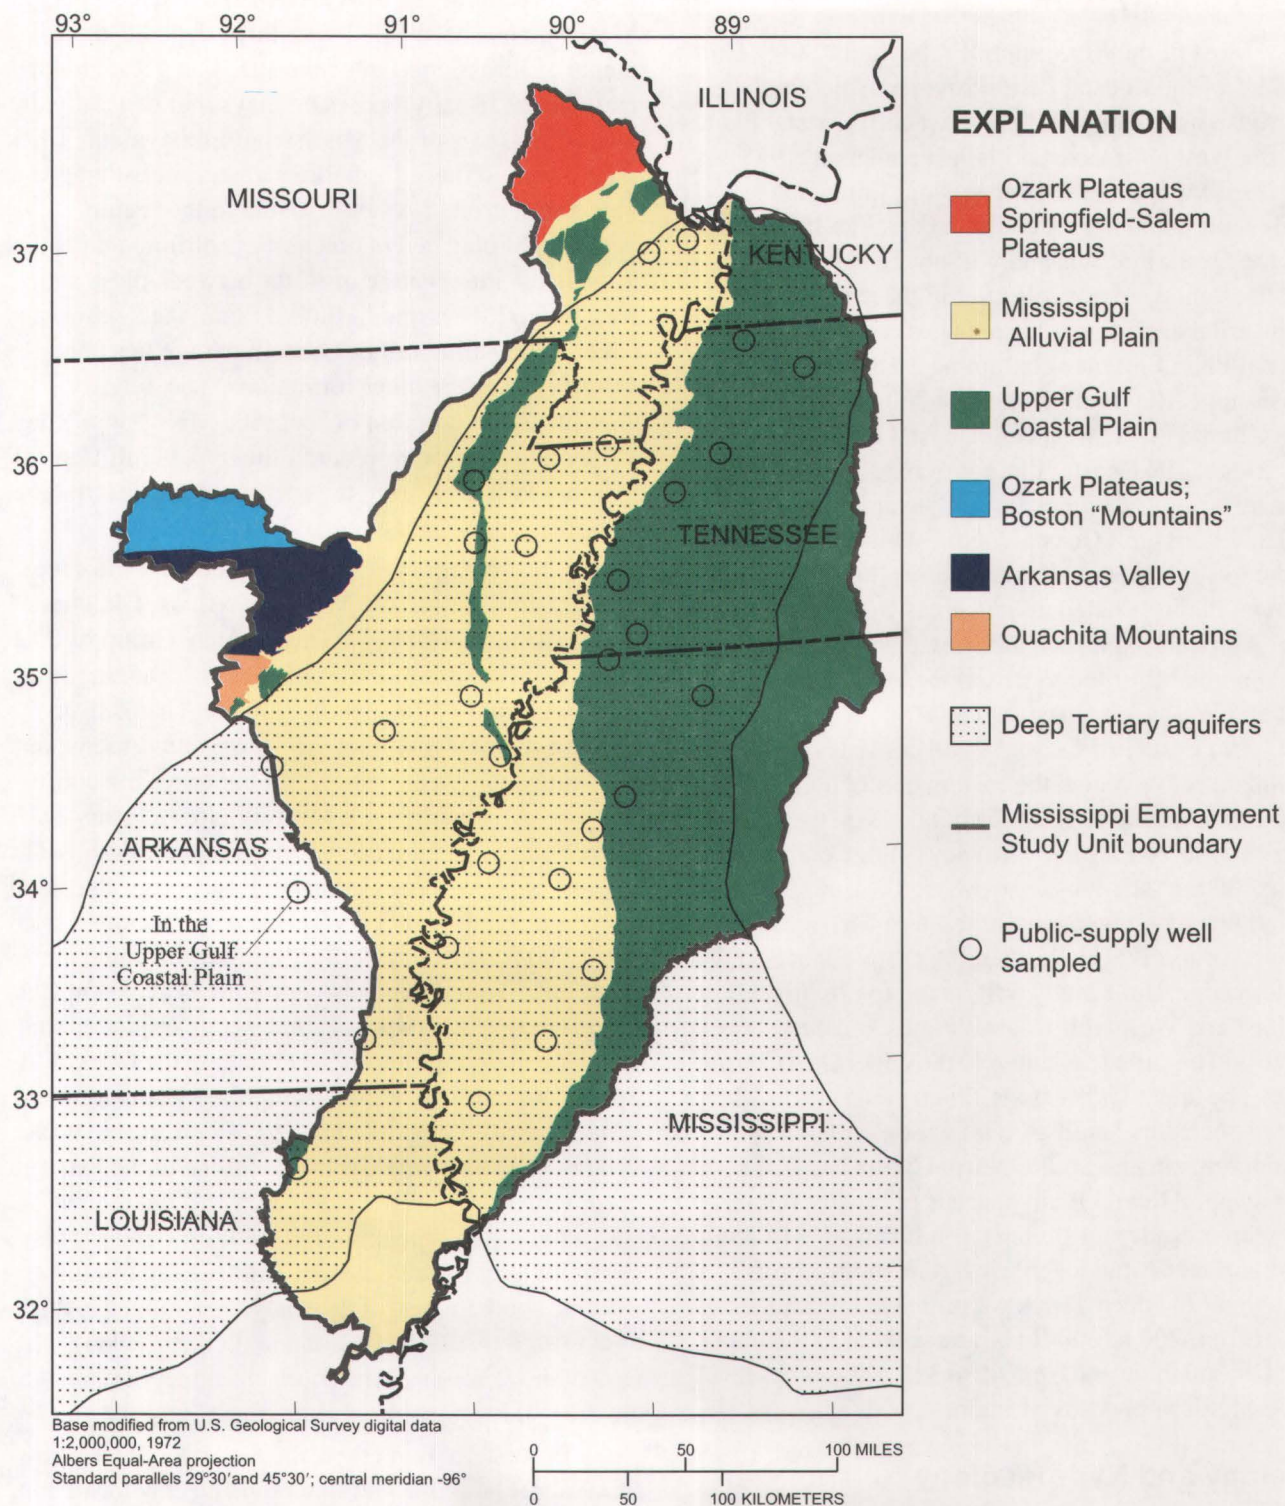 93° 92° 91° 90° 89°
ILLINOIS
MISSOURI
37°
KENTUCKY
36°
TENNESSEE
35°
ARKANSAS
34°
In the
Upper Gulf
Coastal Plain
33°
MISSISSIPPI
LOUISIANA
32°
EXPLANATION
Ozark Plateaus
Springfield-Salem
Plateaus
Mississippi
Alluvial Plain
Upper Gulf
Coastal Plain
Ozark Plateaus;
Boston “Mountains”
Arkansas Valley
Ouachita Mountains
Deep Tertiary aquifers
Mississippi Embayment
Study Unit boundary
Public-supply well
sampled
Base modified from U.S. Geological Survey digital data
1:2,000,000, 1972
Albers Equal-Area projection
Standard parallels 29°30′and 45°30′; central meridian -96°
0 50 100 MILES
0 50 100 KILOMETERS